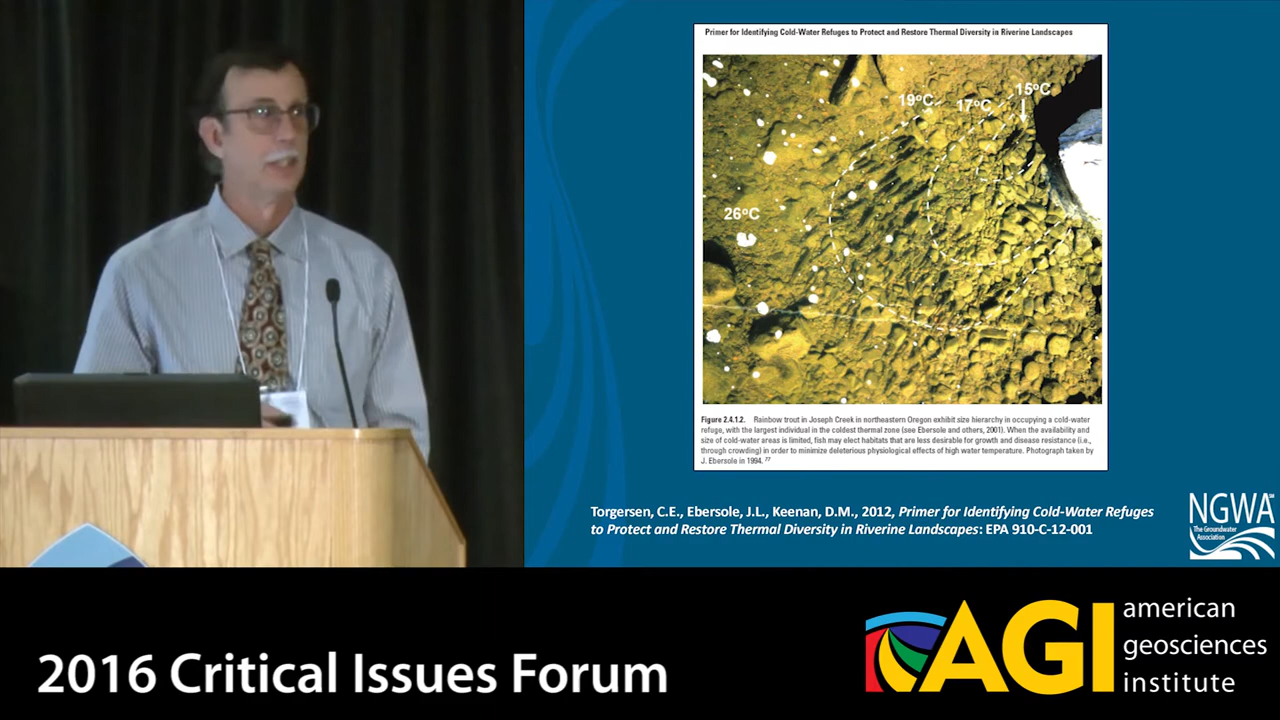 Primer for Identifying Cold-Water Refuges to Protect and Restore Thermal Diversity in Riverine Landscapes
15°C
19°C
17°C
26°C
Figure 2.4.1.2. Rainbow trout in Joseph Creek in northeastern Oregon exhibit size hierarchy in occupying a cold-water
refuge, with the largest individual in the coldest thermal zone (see Ebersole and others, 2001). When the availability and
size of cold-water areas is limited, fish may elect habitats that are less desirable for growth and disease resistance (i.e.,
through crowding) in order to minimize deleterious physiological effects of high water temperature. Photograph taken by
J. Ebersole in 1994. 77
Torgersen, C.E., Ebersole, J.L., Keenan, D.M., 2012, Primer for Identifying Cold-Water Refuges
to Protect and Restore Thermal Diversity in Riverine Landscapes: EPA 910-C-12-001
NGWA
The Groundwater
Association
2016 Critical Issues Forum
AGI
american
geosciences
institute